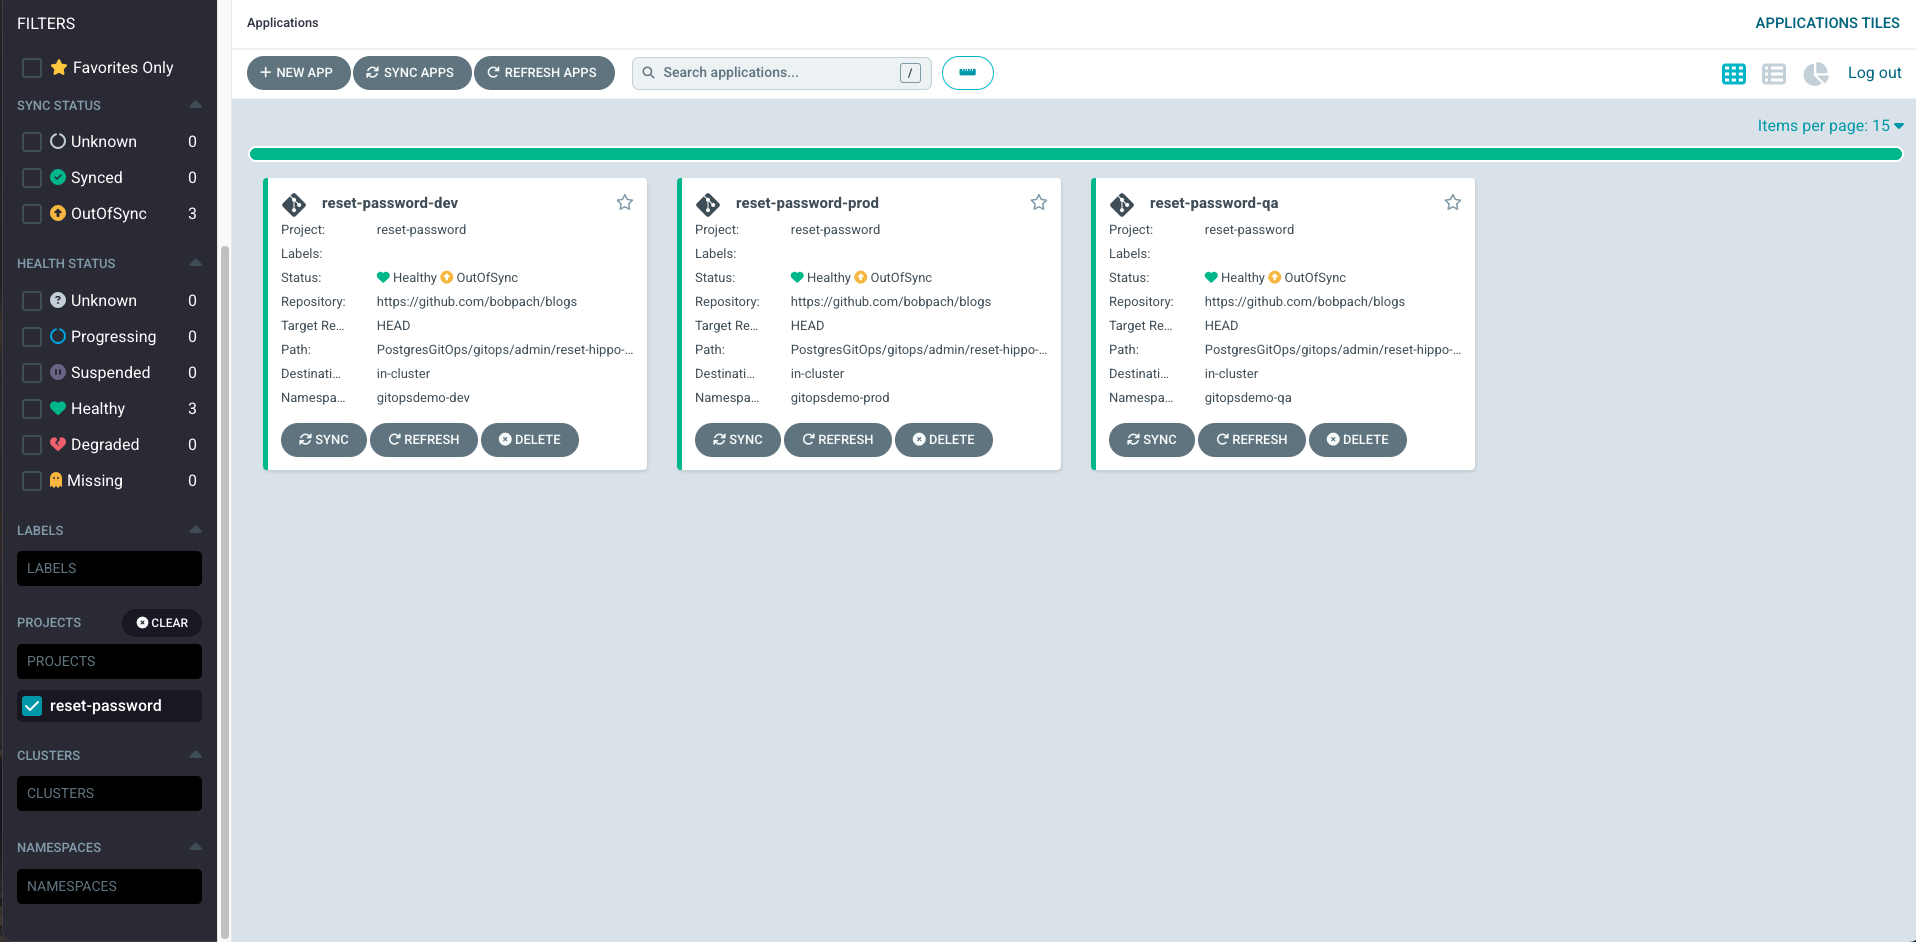 FILTERS
Favorites Only
SYNC STATUS
Unknown 0
Synced 0
OutOfSync 3
HEALTH STATUS
Unknown 0
Progressing 0
Suspended 0
Healthy 3
Degraded 0
Missing 0
LABELS
LABELS
PROJECTS CLEAR
PROJECTS
reset-password
CLUSTERS
CLUSTERS
NAMESPACES
NAMESPACES
Applications APPLICATIONS TILES
+ NEW APP SYNC APPS REFRESH APPS Search applications... / Log out
Items per page: 15
reset-password-dev
Project: reset-password
Labels:
Status: Healthy OutOfSync
Repository: https://github.com/bobpach/blogs
Target Re... HEAD
Path: PostgresGitOps/gitops/admin/reset-hippo-...
Destinati... in-cluster
Namespa... gitopsdemo-dev
SYNC REFRESH DELETE
reset-password-prod
Project: reset-password
Labels:
Status: Healthy OutOfSync
Repository: https://github.com/bobpach/blogs
Target Re... HEAD
Path: PostgresGitOps/gitops/admin/reset-hippo-...
Destinati... in-cluster
Namespa... gitopsdemo-prod
SYNC REFRESH DELETE
reset-password-qa
Project: reset-password
Labels:
Status: Healthy OutOfSync
Repository: https://github.com/bobpach/blogs
Target Re... HEAD
Path: PostgresGitOps/gitops/admin/reset-hippo-...
Destinati... in-cluster
Namespa... gitopsdemo-qa
SYNC REFRESH DELETE